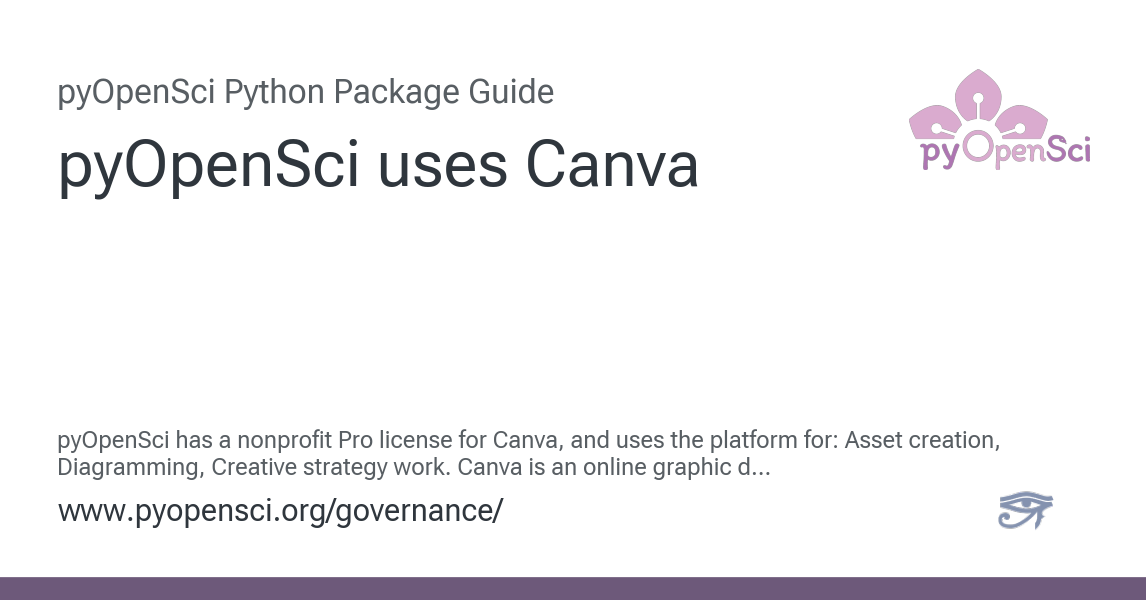 pyOpenSci Python Package Guide
pyOpenSci uses Canva
pyOpenSci
pyOpenSci has a nonprofit Pro license for Canva, and uses the platform for: Asset creation,
Diagramming, Creative strategy work. Canva is an online graphic d...
www.pyopensci.org/governance/